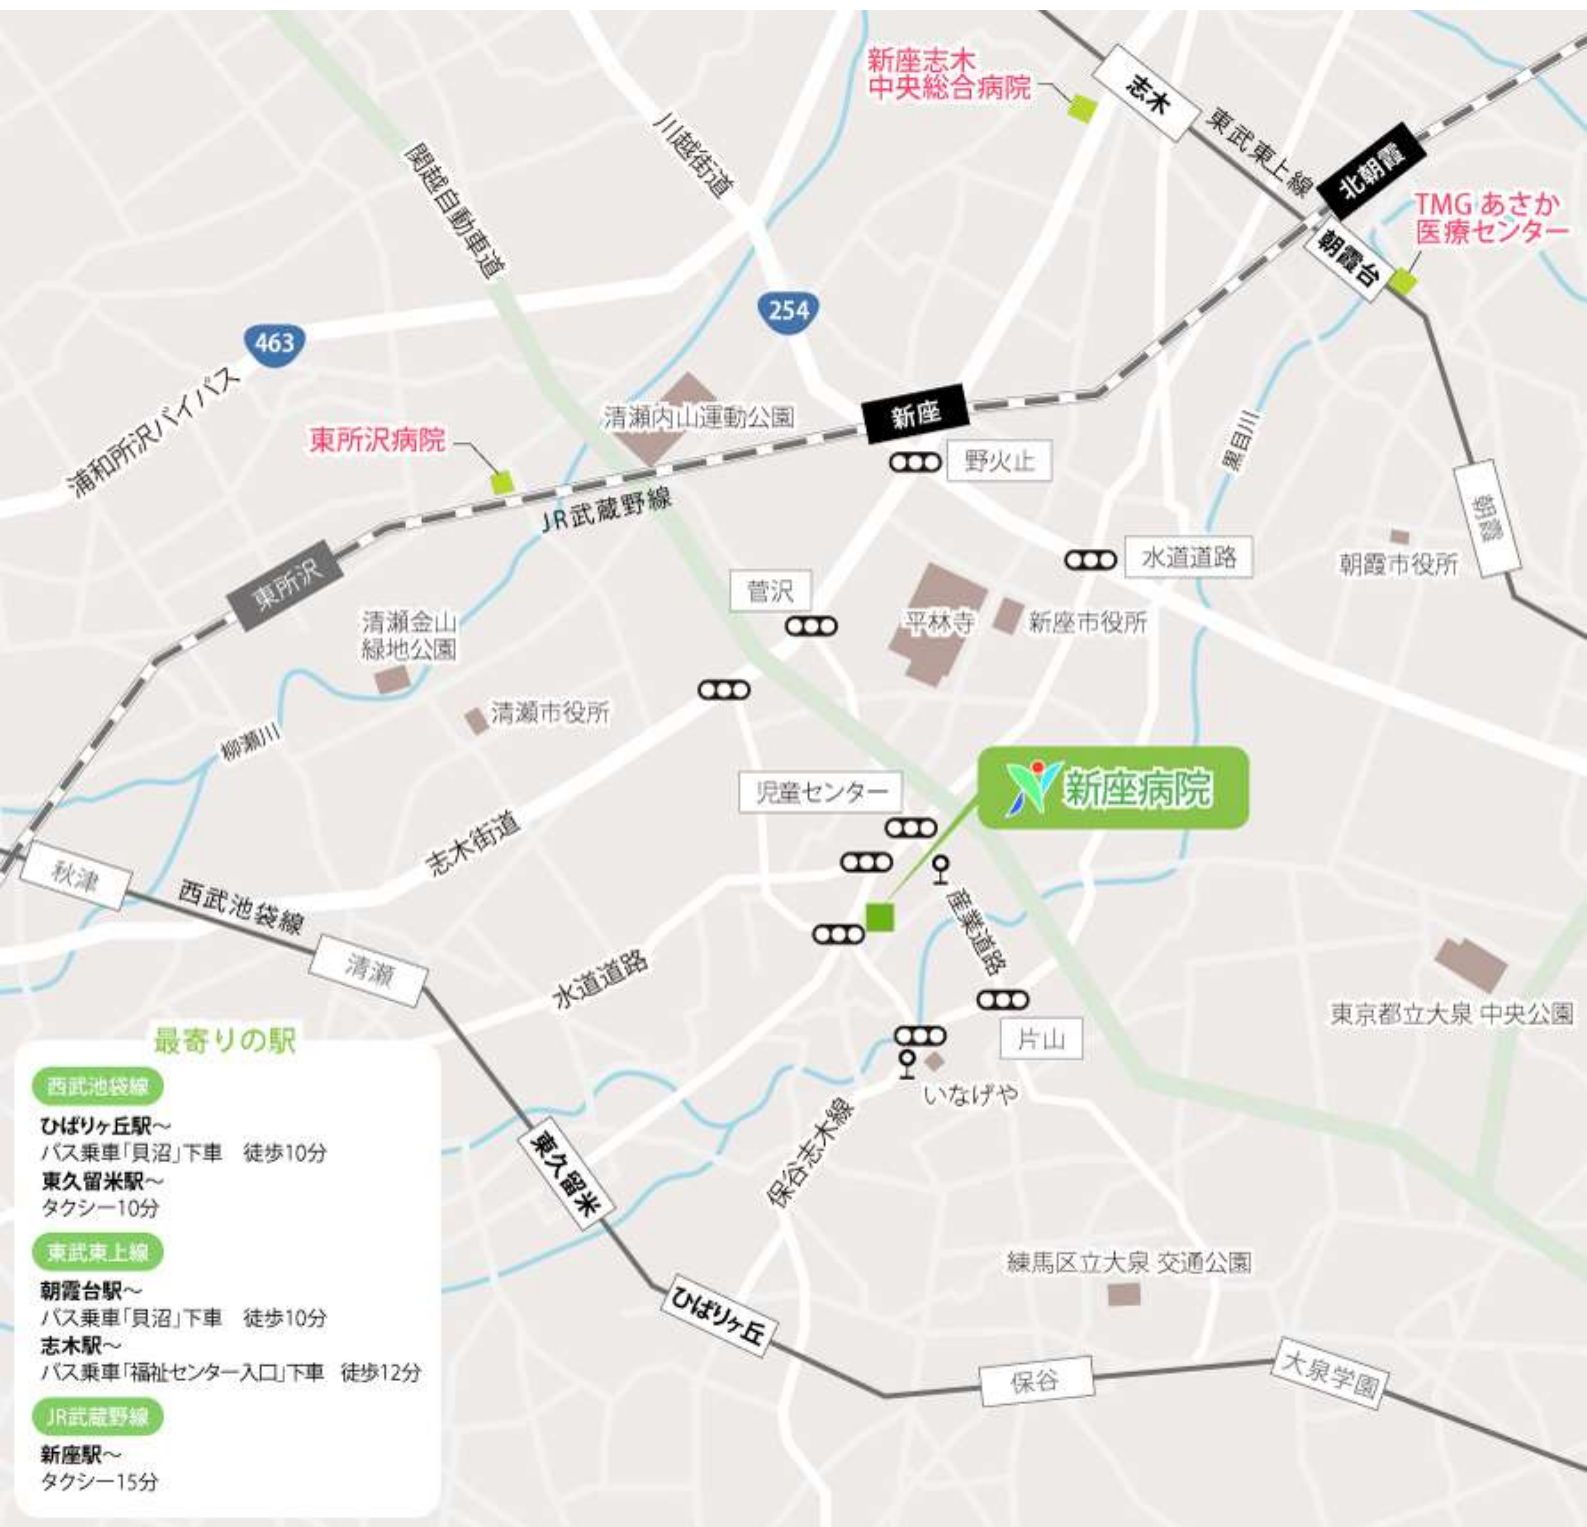 新座志木
中央総合病院
志木
東武東上線
北朝霞
TMG あさか
医療センター
朝霞台
川越街道
関越自動車道
254
463
浦和所沢バイパス
清瀬内山運動公園
新座
東所沢病院
野火止
黒目川
朝霞
JR武蔵野線
水道道路
朝霞市役所
東所沢
菅沢
平林寺
新座市役所
清瀬金山
緑地公園
清瀬市役所
柳瀬川
新座病院
児童センター
志木街道
秋津
西武池袋線
清瀬
産業道路
水道道路
東京都立大泉 中央公園
片山
いなげや
保谷志木線
東久留米
練馬区立大泉 交通公園
ひばりヶ丘
保谷
大泉学園
最寄りの駅
西武池袋線
ひばりヶ丘駅～
バス乗車「貝沼」下車　徒歩10分
東久留米駅～
タクシー10分
東武東上線
朝霞台駅～
バス乗車「貝沼」下車　徒歩10分
志木駅～
バス乗車「福祉センター入口」下車　徒歩12分
JR武蔵野線
新座駅～
タクシー15分